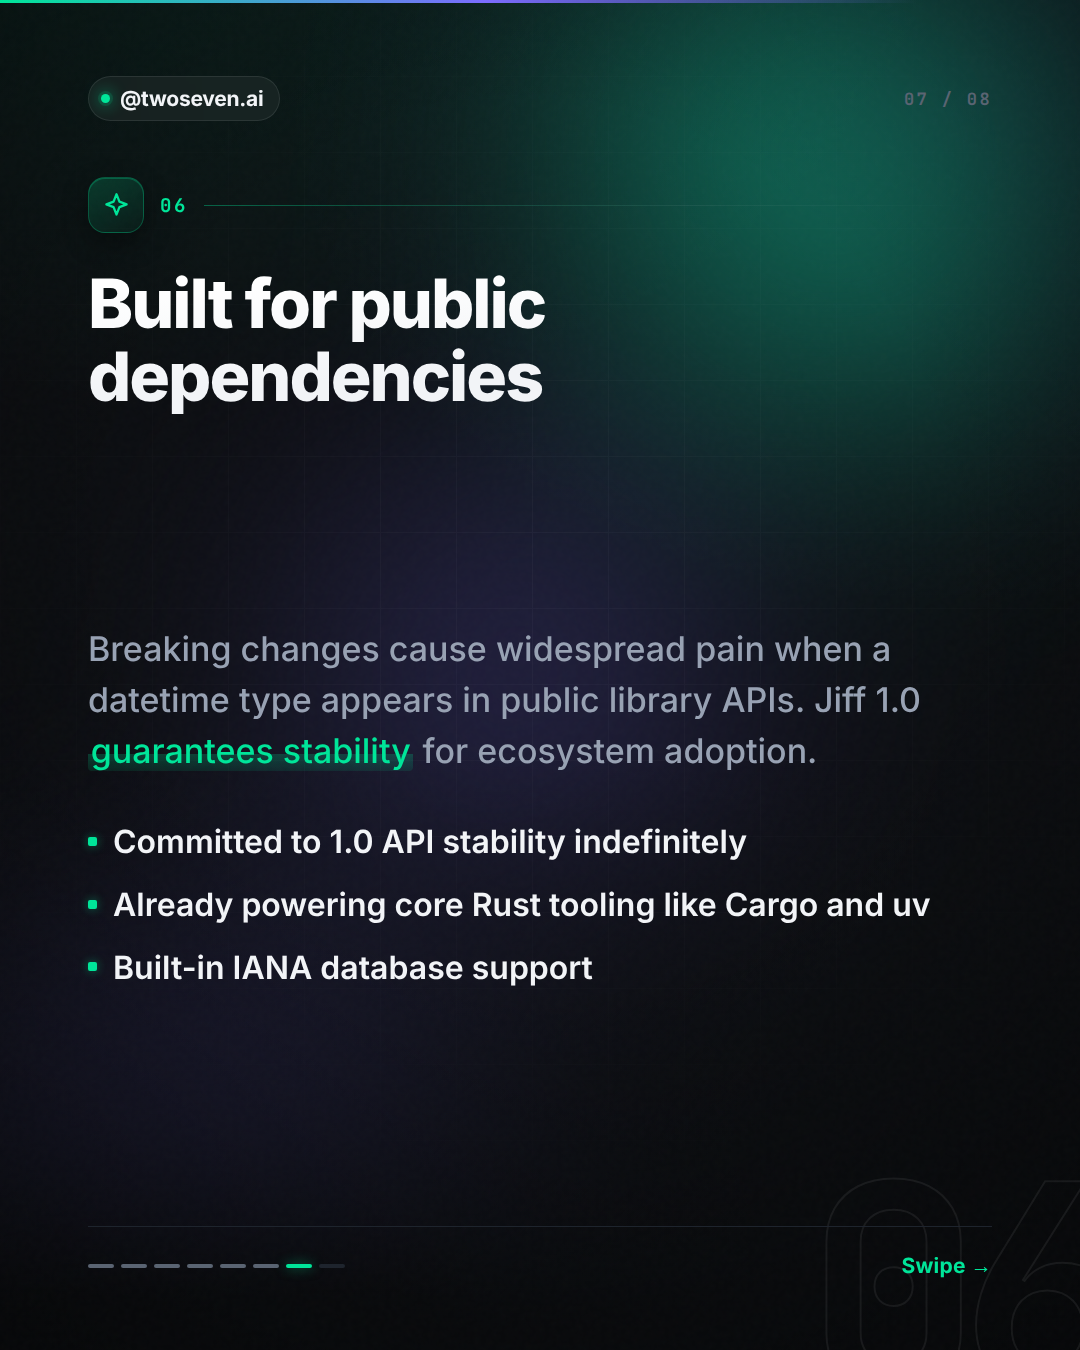 @twoseven.ai
07 / 08
06
Built for public
dependencies
Breaking changes cause widespread pain when a
datetime type appears in public library APIs. Jiff 1.0
guarantees stability for ecosystem adoption.
Committed to 1.0 API stability indefinitely
Already powering core Rust tooling like Cargo and uv
Built-in IANA database support
Swipe →
06